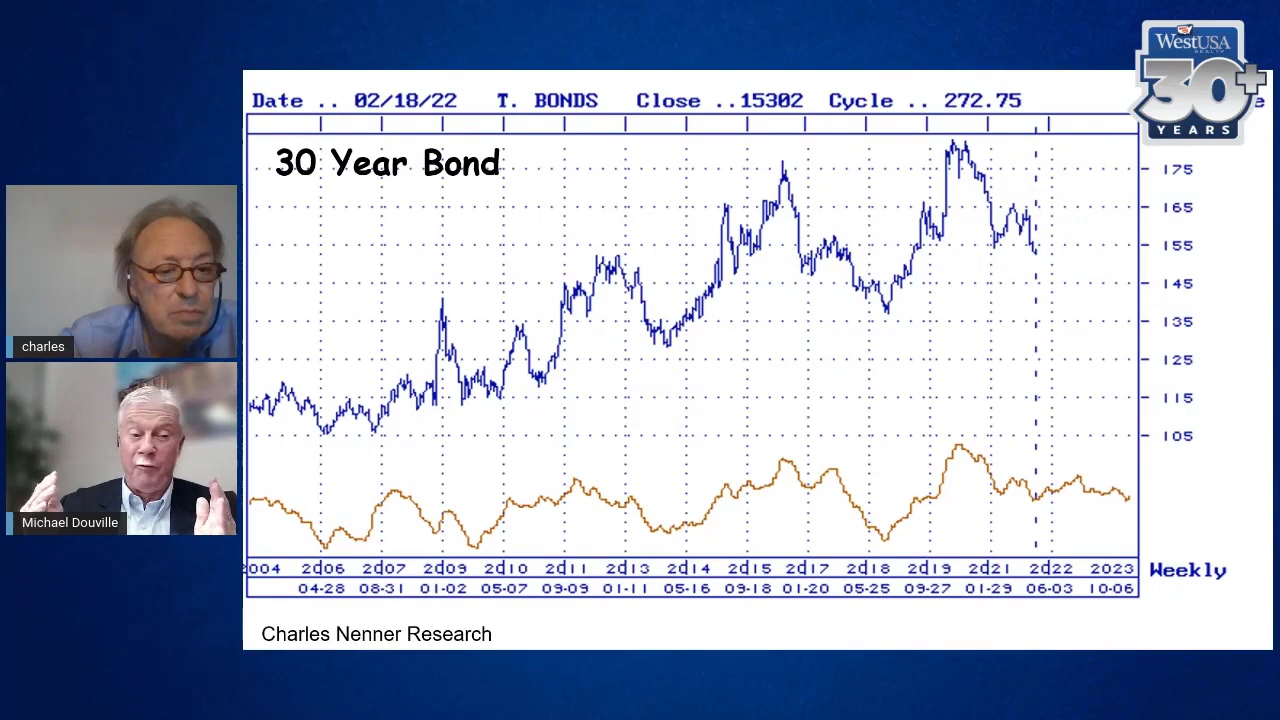 WestUSA
REALTY
30+
YEARS
Date .. 02/18/22 T. BONDS Close ..15302 Cycle .. 272.75
30 Year Bond
175
165
155
145
135
125
115
105
2004 2006 2007 2009 2010 2011 2013 2014 2015 2017 2018 2019 2021 2022 2023
04-28 08-31 01-02 05-07 09-09 01-11 05-16 09-18 01-20 05-25 09-27 01-29 06-03 10-06
Weekly
Charles Nenner Research
charles
Michael Douville